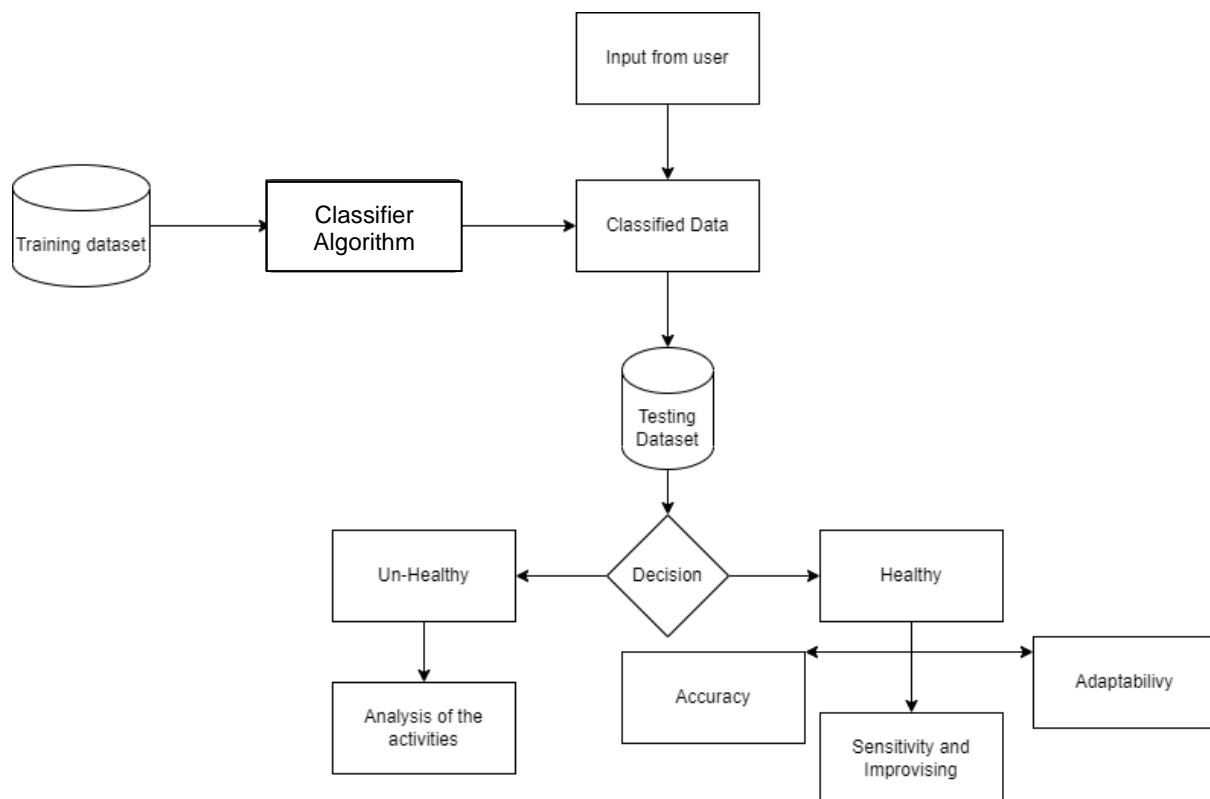 Input from user
Training dataset
Classifier
Algorithm
Classified Data
Testing
Dataset
Un-Healthy
Decision
Healthy
Accuracy
Adaptabilivy
Analysis of the
activities
Sensitivity and
Improvising